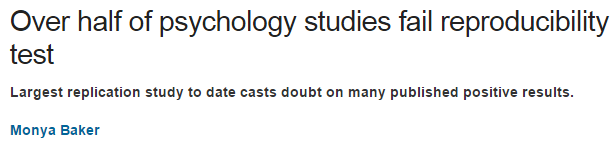 Over half of psychology studies fail reproducibility
test
Largest replication study to date casts doubt on many published positive results.
Monya Baker